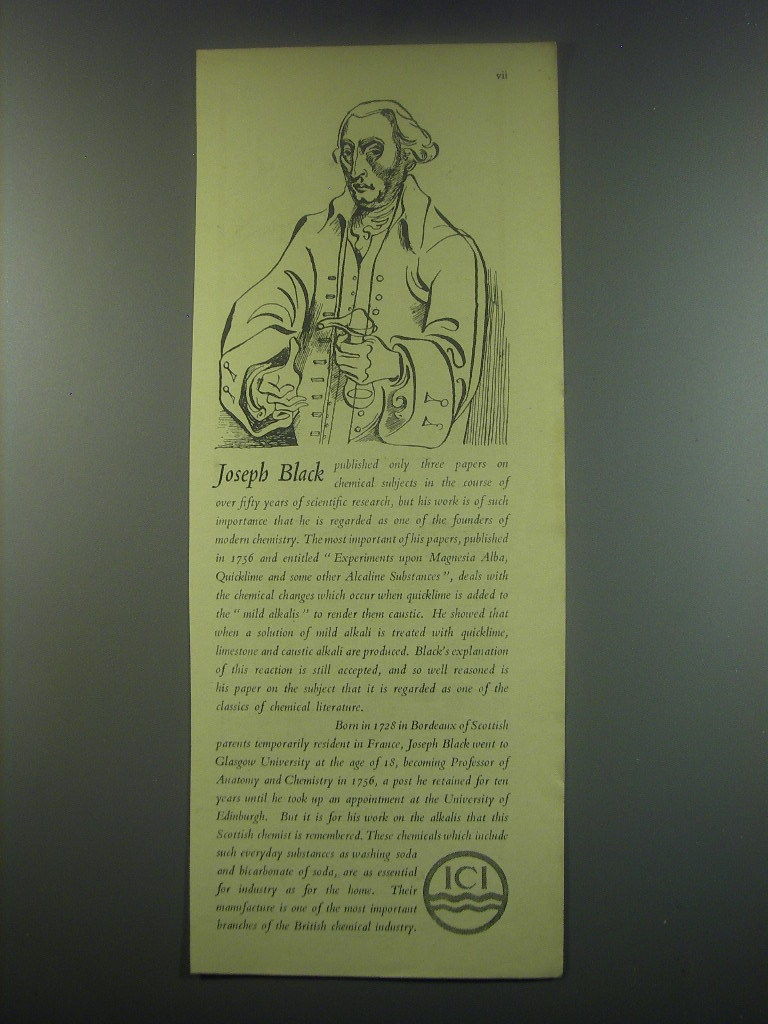 vii
Joseph Black published only three papers on
chemical subjects in the course of
over fifty years of scientific research, but his work is of such
importance that he is regarded as one of the founders of
modern chemistry. The most important of his papers, published
in 1756 and entitled “Experiments upon Magnesia Alba,
Quicklime and some other Alcaline Substances”, deals with
the chemical changes which occur when quicklime is added to
the “mild alkalis” to render them caustic. He showed that
when a solution of mild alkali is treated with quicklime,
limestone and caustic alkali are produced. Black's explanation
of this reaction is still accepted, and so well reasoned is
his paper on the subject that it is regarded as one of the
classics of chemical literature.
Born in 1728 in Bordeaux of Scottish
parents temporarily resident in France, Joseph Black went to
Glasgow University at the age of 18, becoming Professor of
Anatomy and Chemistry in 1756, a post he retained for ten
years until he took up an appointment at the University of
Edinburgh. But it is for his work on the alkalis that this
Scottish chemist is remembered. These chemicals which include
such everyday substances as washing soda
and bicarbonate of soda, are as essential
for industry as for the home. Their
manufacture is one of the most important
branches of the British chemical industry.
ICI